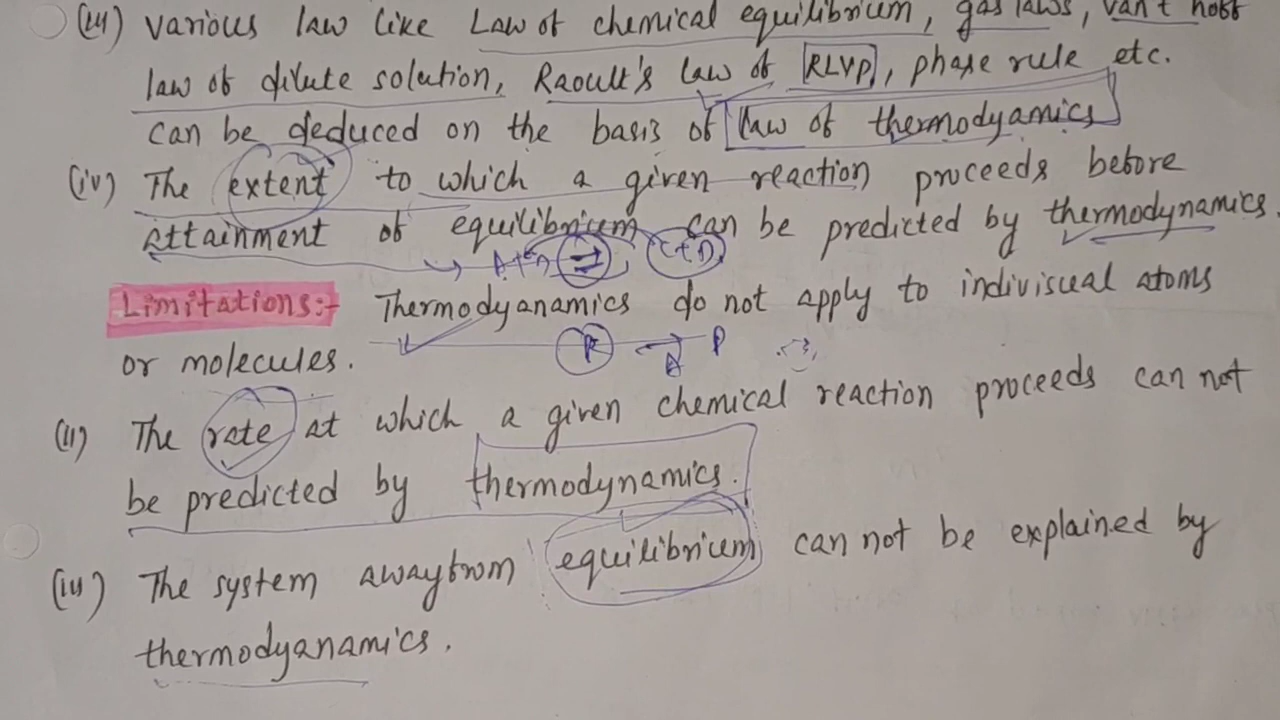 (iii) various law like Law of chemical equilibrium, gas laws, van't hoff
law of dilute solution, Raoult's law of RLVP, phase rule etc.
can be deduced on the basis of law of thermodyamics
(iv) The extent to which a given reaction proceeds before
attainment of equilibrium can be predicted by thermodynamics.
⇌ C+D
Limitations:- Thermodyanamics do not apply to indiviscual atoms
or molecules.
R → P
(ii) The rate at which a given chemical reaction proceeds can not
be predicted by thermodynamics.
(iii) The system away from equilibrium can not be explained by
thermodyanamics.